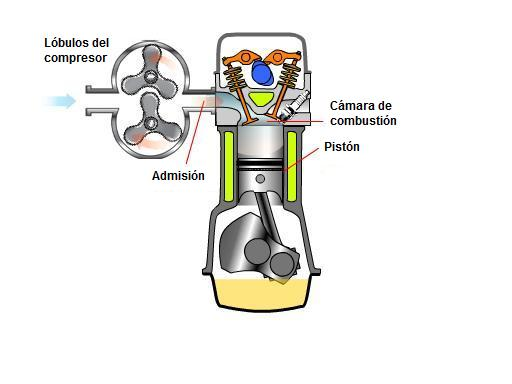 Lóbulos del
compresor
Cámara de
combustión
Pistón
Admisión